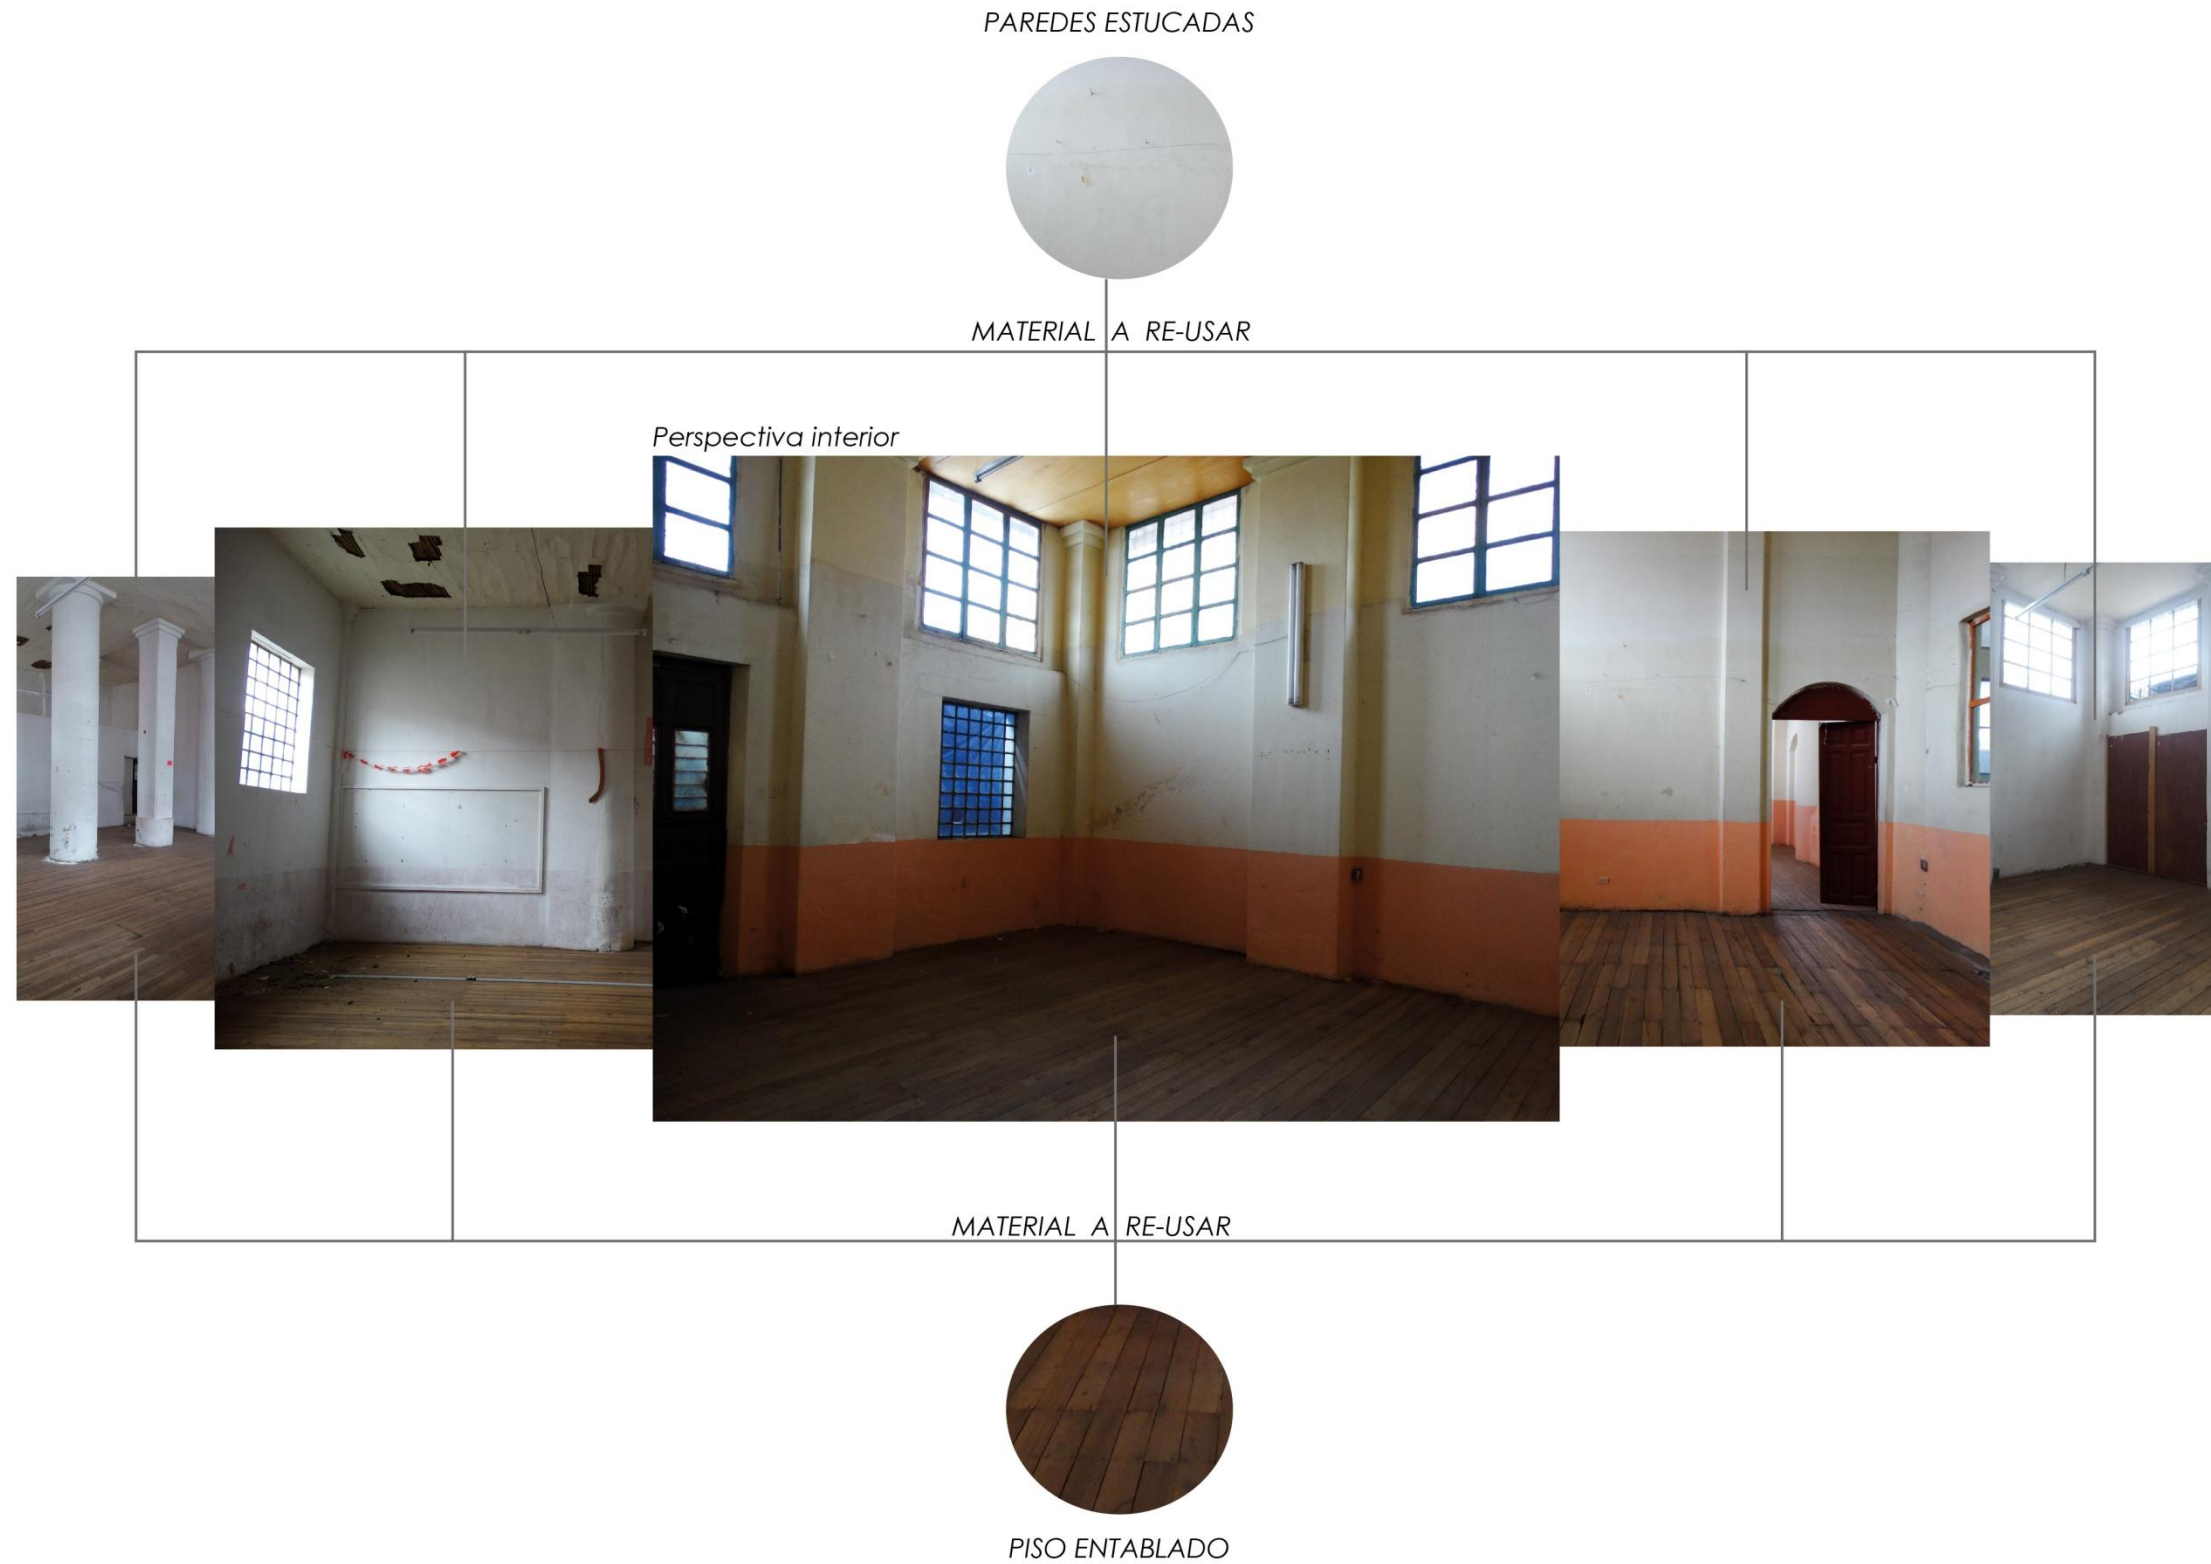 PAREDES ESTUCADAS
MATERIAL A RE-USAR
Perspectiva interior
MATERIAL A RE-USAR
PISO ENTABLADO